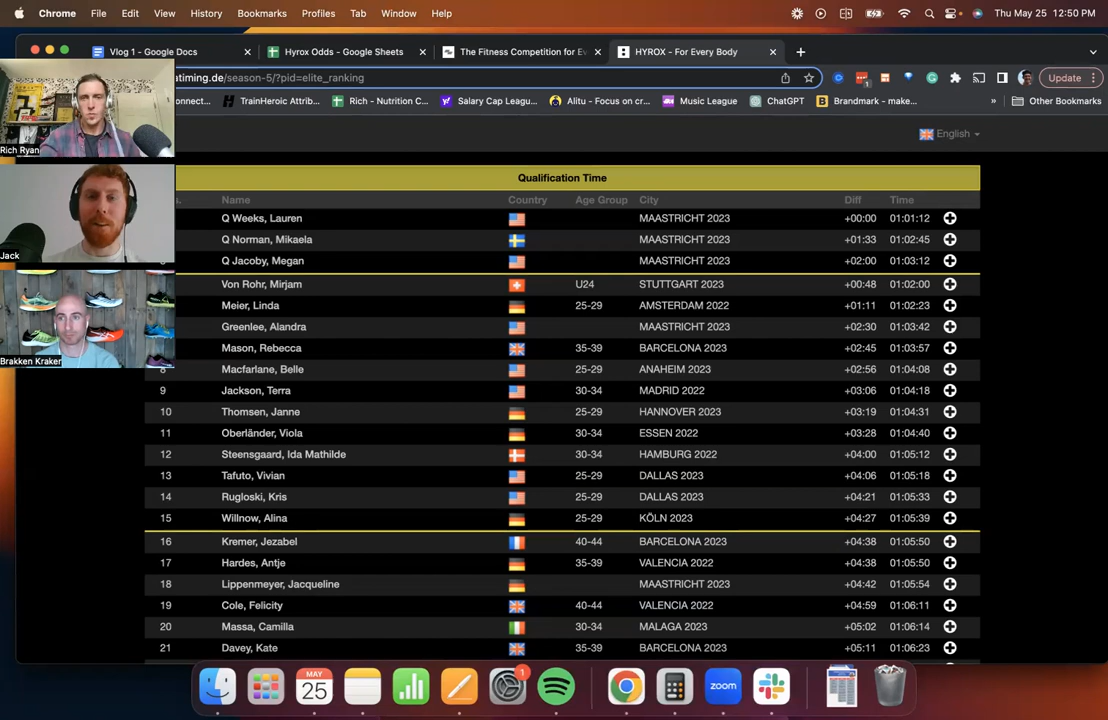 Chrome File Edit View History Bookmarks Profiles Tab Window Help Thu May 25 12:50 PM
Vlog 1 - Google Docs Hyrox Odds - Google Sheets The Fitness Competition for Ev HYROX - For Every Body
atiming.de/season-5/?pid=elite_ranking Update
onnect... TrainHeroic Attrib... Rich - Nutrition C... Salary Cap Leagu... Alitu - Focus on cr... Music League ChatGPT Brandmark - make... » Other Bookmarks
English
Rich Ryan
Jack
Brakken Kraker
Qualification Time
Name Country Age Group City Diff Time
Q Weeks, Lauren MAASTRICHT 2023 +00:00 01:01:12
Q Norman, Mikaela MAASTRICHT 2023 +01:33 01:02:45
Q Jacoby, Megan MAASTRICHT 2023 +02:00 01:03:12
Von Rohr, Mirjam U24 STUTTGART 2023 +00:48 01:02:00
Meier, Linda 25-29 AMSTERDAM 2022 +01:11 01:02:23
Greenlee, Alandra MAASTRICHT 2023 +02:30 01:03:42
Mason, Rebecca 35-39 BARCELONA 2023 +02:45 01:03:57
Macfarlane, Belle 25-29 ANAHEIM 2023 +02:56 01:04:08
9 Jackson, Terra 30-34 MADRID 2022 +03:06 01:04:18
10 Thomsen, Janne 25-29 HANNOVER 2023 +03:19 01:04:31
11 Oberländer, Viola 30-34 ESSEN 2022 +03:28 01:04:40
12 Steensgaard, Ida Mathilde 30-34 HAMBURG 2022 +04:00 01:05:12
13 Tafuto, Vivian 25-29 DALLAS 2023 +04:06 01:05:18
14 Rugloski, Kris 25-29 DALLAS 2023 +04:21 01:05:33
15 Willnow, Alina 25-29 KÖLN 2023 +04:27 01:05:39
16 Kremer, Jezabel 40-44 BARCELONA 2023 +04:38 01:05:50
17 Hardes, Antje 35-39 VALENCIA 2022 +04:38 01:05:50
18 Lippenmeyer, Jacqueline MAASTRICHT 2023 +04:42 01:05:54
19 Cole, Felicity 40-44 VALENCIA 2022 +04:59 01:06:11
20 Massa, Camilla 30-34 MALAGA 2023 +05:02 01:06:14
21 Davey, Kate 35-39 BARCELONA 2023 +05:11 01:06:23
MAY
25
1
zoom